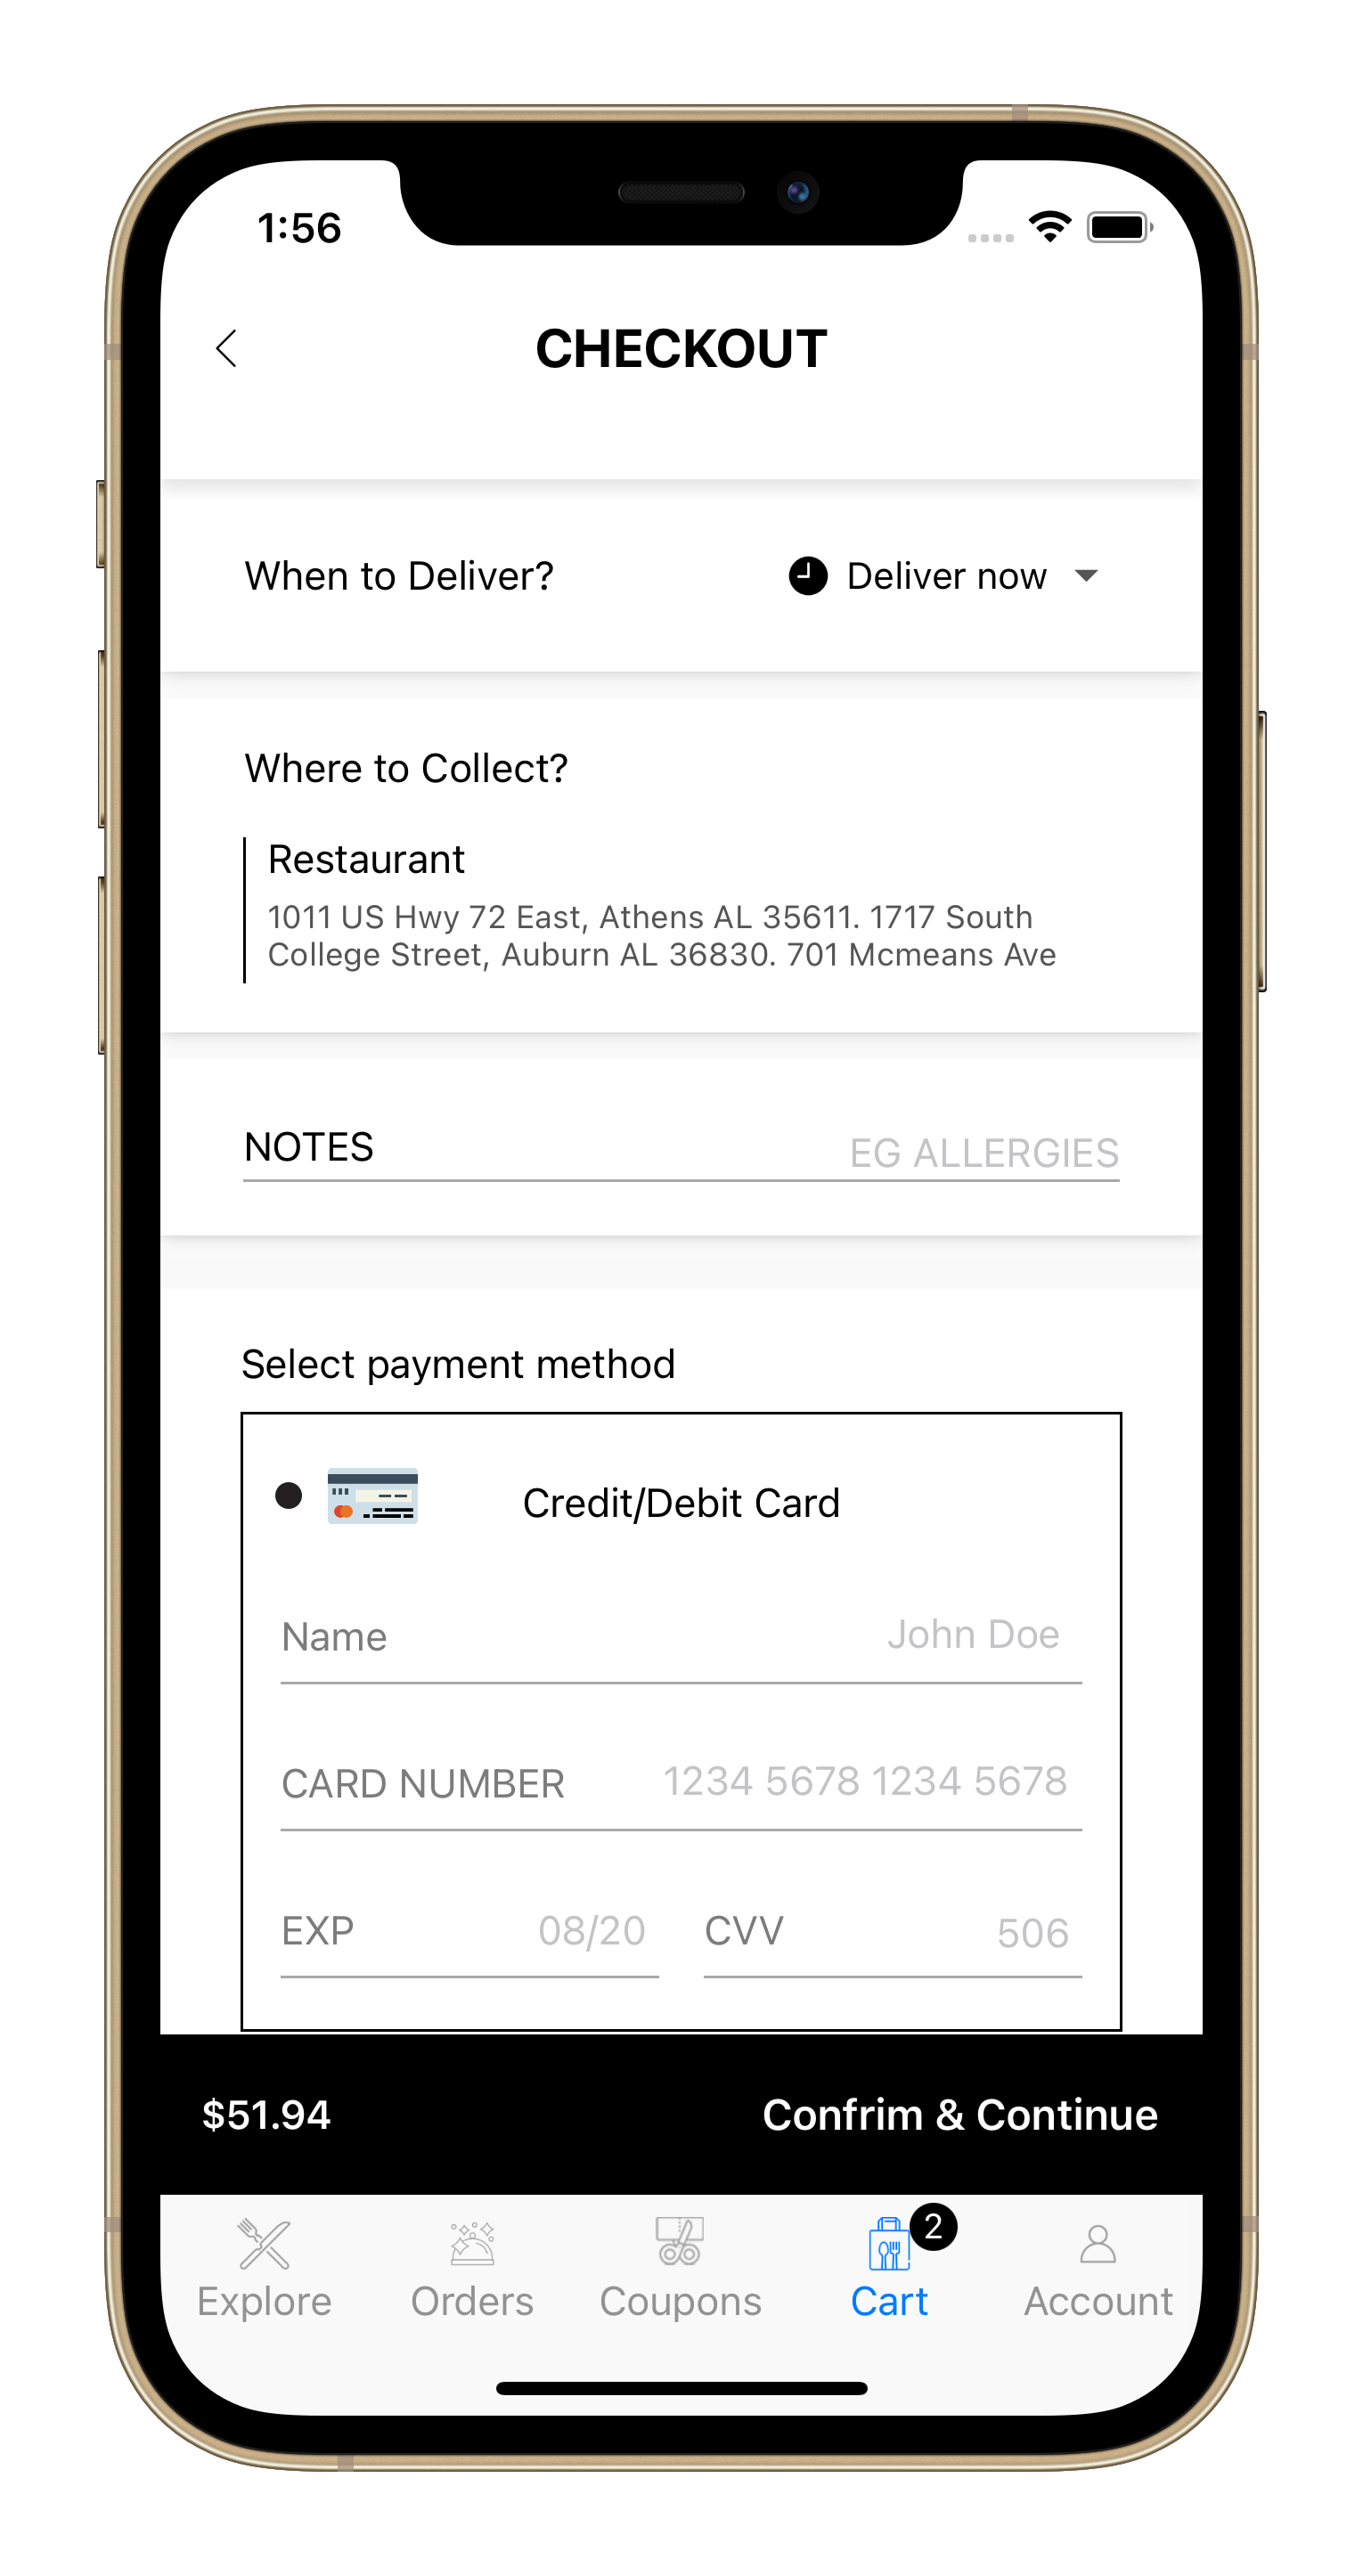 1:56
CHECKOUT
When to Deliver?
Deliver now
Where to Collect?
Restaurant
1011 US Hwy 72 East, Athens AL 35611. 1717 South
College Street, Auburn AL 36830. 701 Mcmeans Ave
NOTES
EG ALLERGIES
Select payment method
Credit/Debit Card
Name
John Doe
CARD NUMBER
1234 5678 1234 5678
EXP
08/20
CVV
506
$51.94
Confrim & Continue
2
Explore
Orders
Coupons
Cart
Account